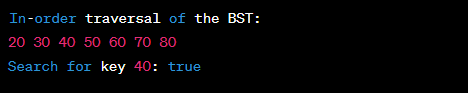 In-order traversal of the BST:
20 30 40 50 60 70 80
Search for key 40: true